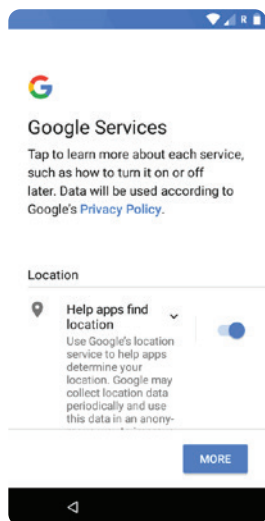 R
Google Services
Tap to learn more about each service,
such as how to turn it on or off
later. Data will be used according to
Google's Privacy Policy.
Location
Help apps find
location
Use Google's location
service to help apps
determine your
location. Google may
collect location data
periodically and use
this data in an anony-
MORE